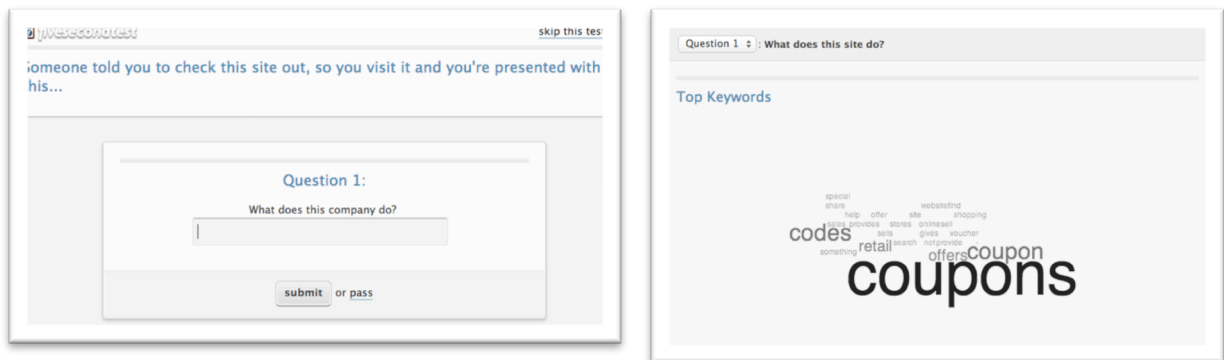 fivesecondtest
skip this tes
Someone told you to check this site out, so you visit it and you're presented with
his...
Question 1:
What does this company do?
submit or pass
Question 1 : What does this site do?
Top Keywords
special
share websitefind
help offer site shopping
sales provides stores onlinesell
codes sells gives voucher
something retail search notprovide
offers coupon
coupons